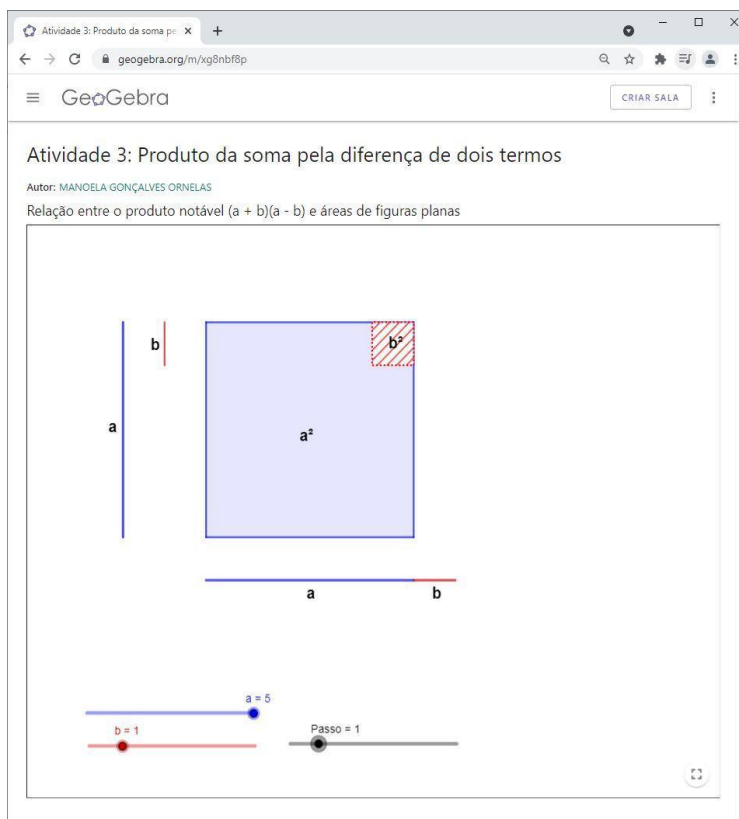 Atividade 3: Produto da soma pe
geogebra.org/m/xg8nbf8p
GeoGebra
CRIAR SALA
Atividade 3: Produto da soma pela diferença de dois termos
Autor: MANOELA GONÇALVES ORNELAS
Relação entre o produto notável (a + b)(a - b) e áreas de figuras planas
b
b²
a
a²
a
b
a = 5
b = 1
Passo = 1